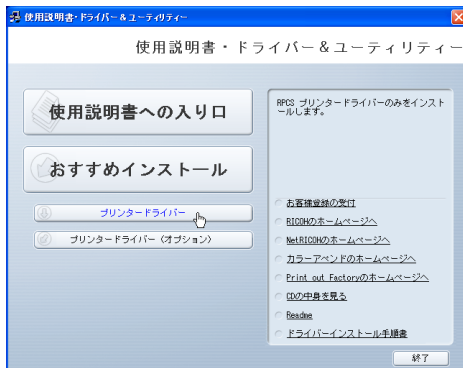 使用説明書・ドライバー＆ユーティリティー
使用説明書・ドライバー＆ユーティリティー
使用説明書への入り口
おすすめインストール
プリンタードライバー
プリンタードライバー（オプション）
RPCS プリンタードライバーのみをインスト
ールします。
お客様登録の受付
RICOHのホームページへ
NetRICOHのホームページへ
カラーアペンドのホームページへ
Print out Factoryのホームページへ
CDの中身を見る
Readme
ドライバーインストール手順書
終了